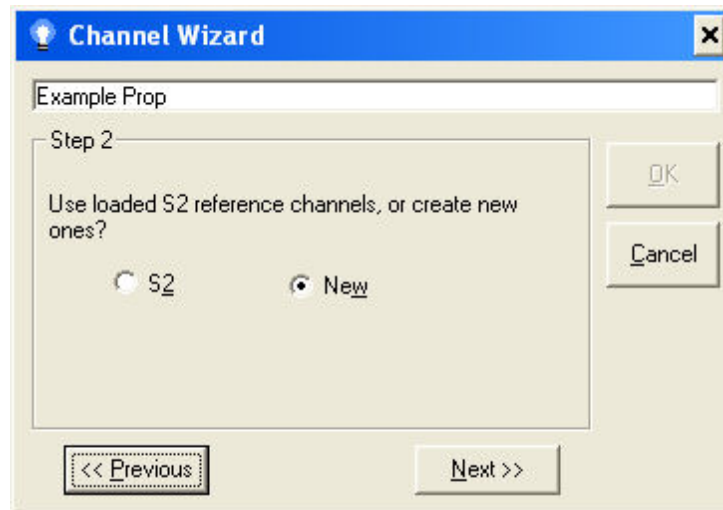 Channel Wizard
Example Prop
Step 2
Use loaded S2 reference channels, or create new
ones?
S2
New
OK
Cancel
<< Previous
Next >>